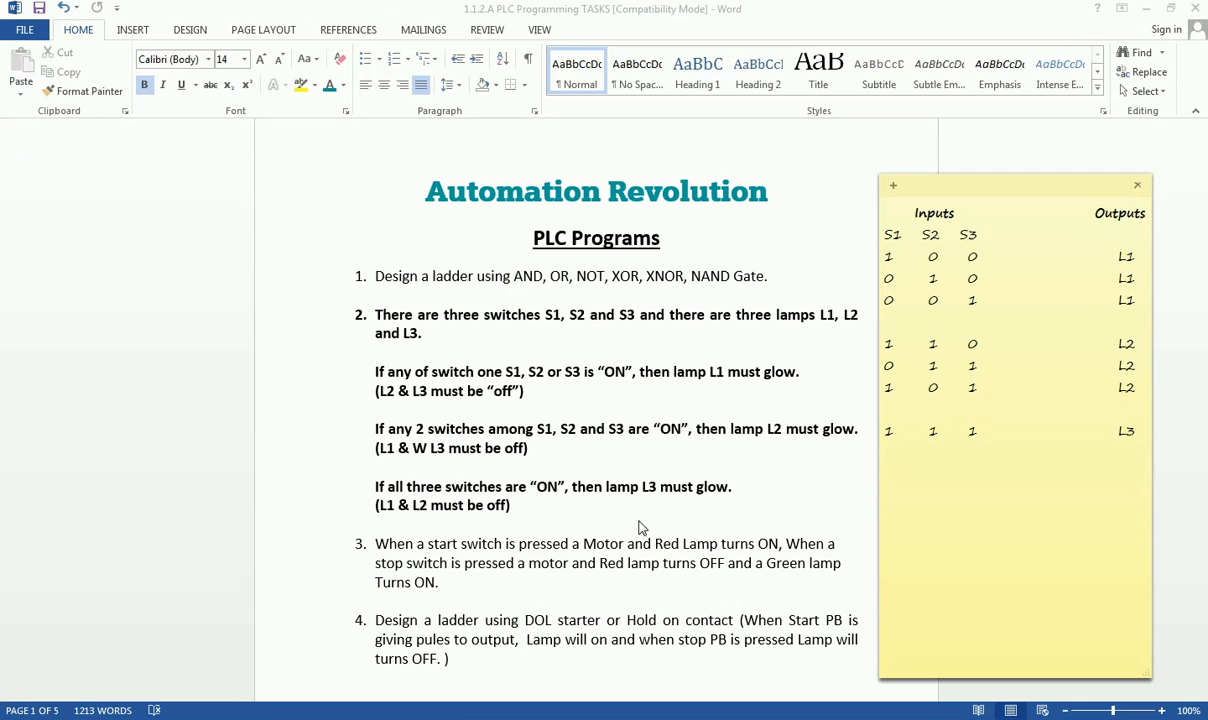 1.1.2.A PLC Programming TASKS [Compatibility Mode] - Word
Sign in
FILE HOME INSERT DESIGN PAGE LAYOUT REFERENCES MAILINGS REVIEW VIEW
Cut
Copy
Format Painter
Paste
Clipboard
Calibri (Body) 14
Font
Paragraph
AaBbCcDc AaBbCcDc AaBbC AaBbCcI AaB AaBbCcD AaBbCcDc AaBbCcDc AaBbCcDc
¶ Normal ¶ No Spac... Heading 1 Heading 2 Title Subtitle Subtle Em... Emphasis Intense E...
Styles
Find
Replace
Select
Editing
Automation Revolution
PLC Programs
1. Design a ladder using AND, OR, NOT, XOR, XNOR, NAND Gate.
2. There are three switches S1, S2 and S3 and there are three lamps L1, L2
and L3.
If any of switch one S1, S2 or S3 is “ON”, then lamp L1 must glow.
(L2 & L3 must be “off”)
If any 2 switches among S1, S2 and S3 are “ON”, then lamp L2 must glow.
(L1 & W L3 must be off)
If all three switches are “ON”, then lamp L3 must glow.
(L1 & L2 must be off)
3. When a start switch is pressed a Motor and Red Lamp turns ON, When a
stop switch is pressed a motor and Red lamp turns OFF and a Green lamp
Turns ON.
4. Design a ladder using DOL starter or Hold on contact (When Start PB is
giving pules to output, Lamp will on and when stop PB is pressed Lamp will
turns OFF. )
Inputs Outputs
S1 S2 S3
1 0 0 L1
0 1 0 L1
0 0 1 L1
1 1 0 L2
0 1 1 L2
1 0 1 L2
1 1 1 L3
PAGE 1 OF 5 1213 WORDS
100%